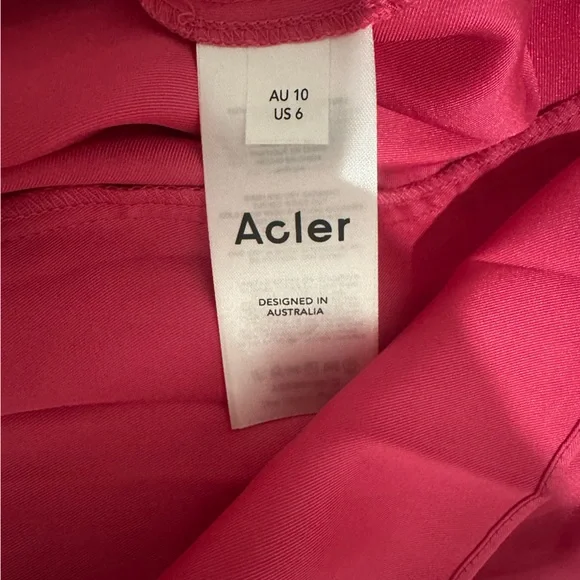 AU 10
US 6
Acler
DESIGNED IN
AUSTRALIA